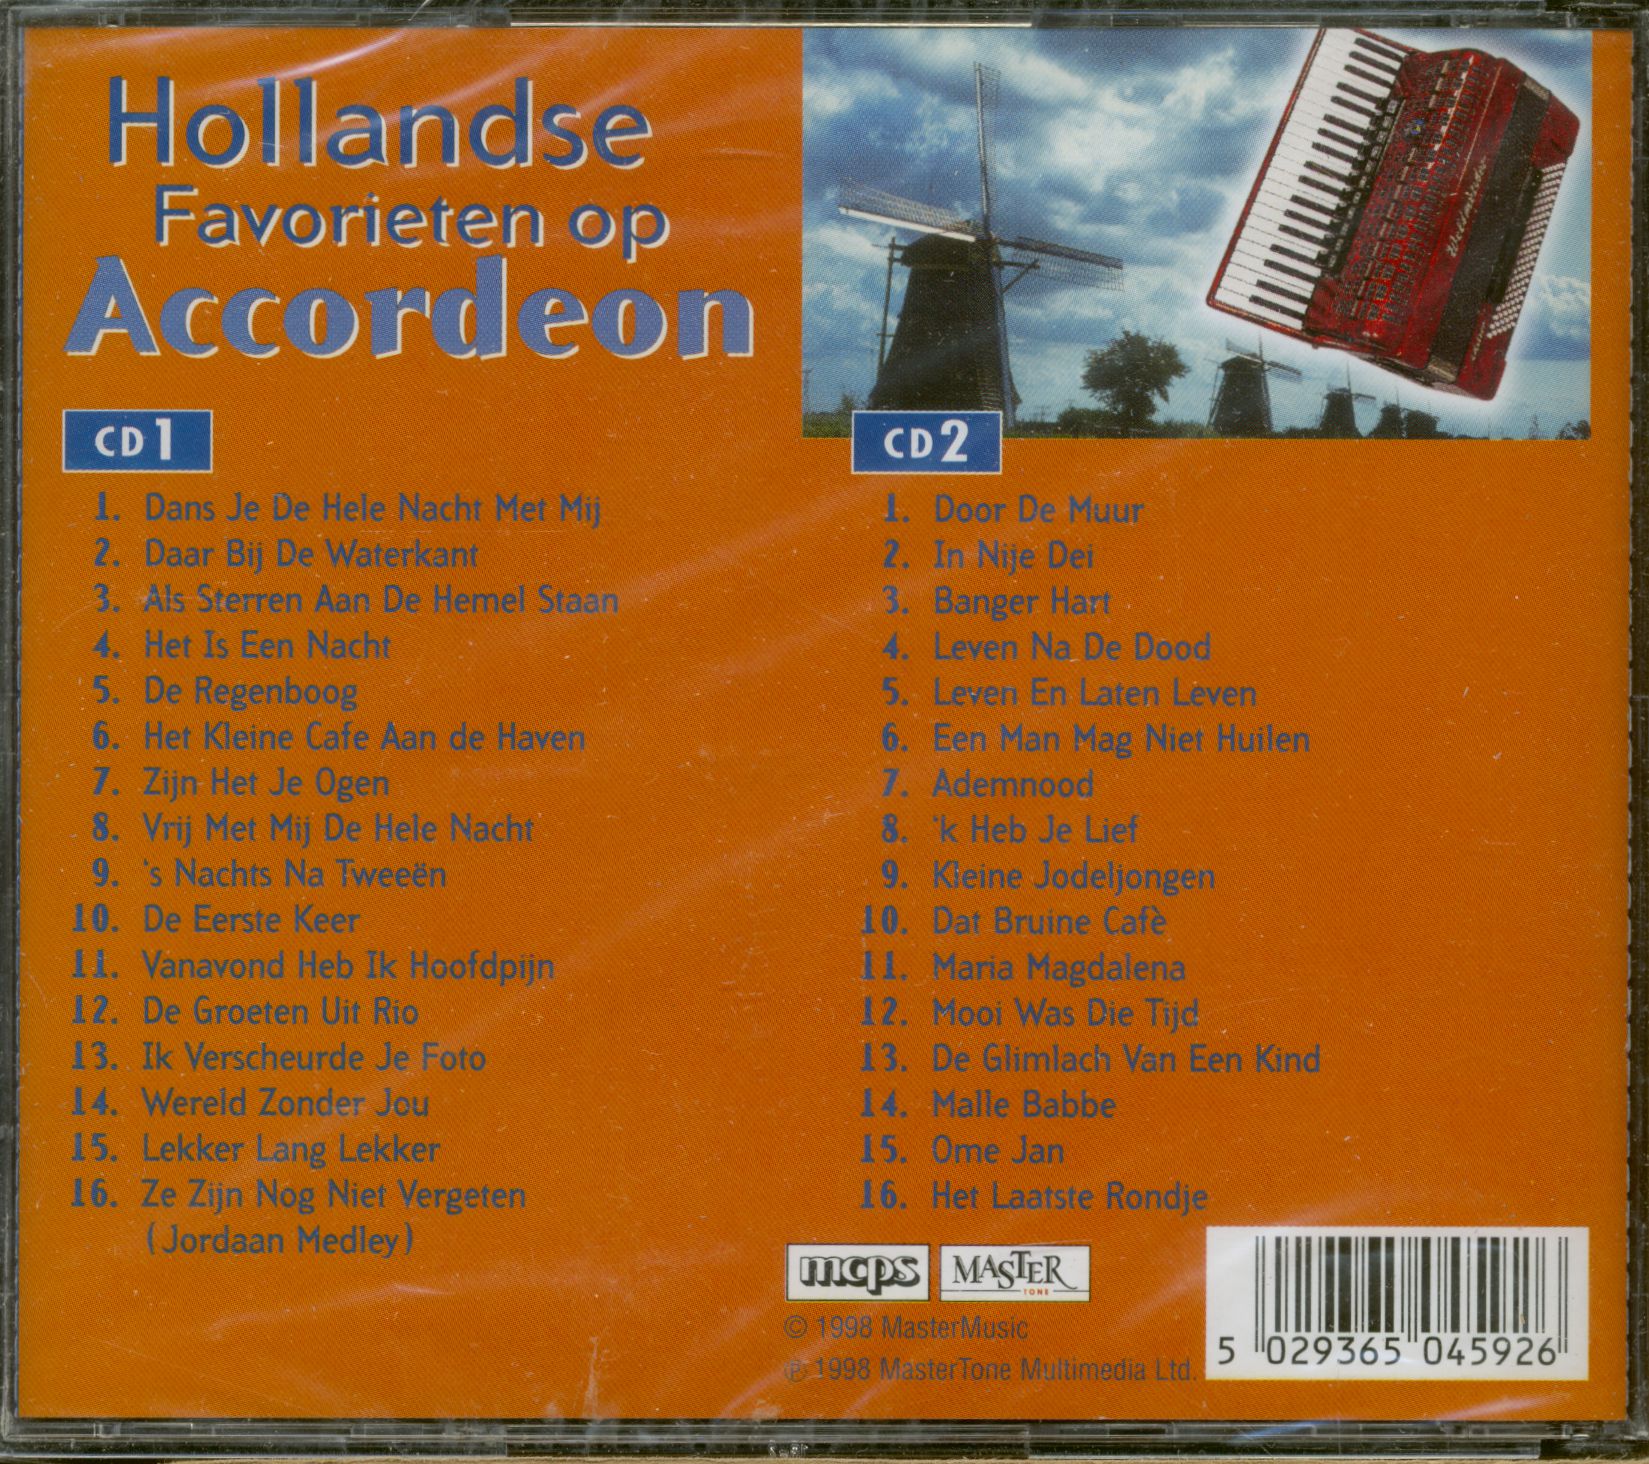 Hollandse
Favorieten op
Accordeon
CD 1
1. Dans Je De Hele Nacht Met Mij
2. Daar Bij De Waterkant
3. Als Sterren Aan De Hemel Staan
4. Het Is Een Nacht
5. De Regenboog
6. Het Kleine Cafe Aan de Haven
7. Zijn Het Je Ogen
8. Vrij Met Mij De Hele Nacht
9. 's Nachts Na Tweeën
10. De Eerste Keer
11. Vanavond Heb Ik Hoofdpijn
12. De Groeten Uit Rio
13. Ik Verscheurde Je Foto
14. Wereld Zonder Jou
15. Lekker Lang Lekker
16. Ze Zijn Nog Niet Vergeten
(Jordaan Medley)
CD 2
1. Door De Muur
2. In Nije Dei
3. Banger Hart
4. Leven Na De Dood
5. Leven En Laten Leven
6. Een Man Mag Niet Huilen
7. Ademnood
8. 'k Heb Je Lief
9. Kleine Jodeljongen
10. Dat Bruine Cafè
11. Maria Magdalena
12. Mooi Was Die Tijd
13. De Glimlach Van Een Kind
14. Malle Babbe
15. Ome Jan
16. Het Laatste Rondje
mcps
MASTER
TONE
© 1998 MasterMusic
℗ 1998 MasterTone Multimedia Ltd.
5 029365 045926